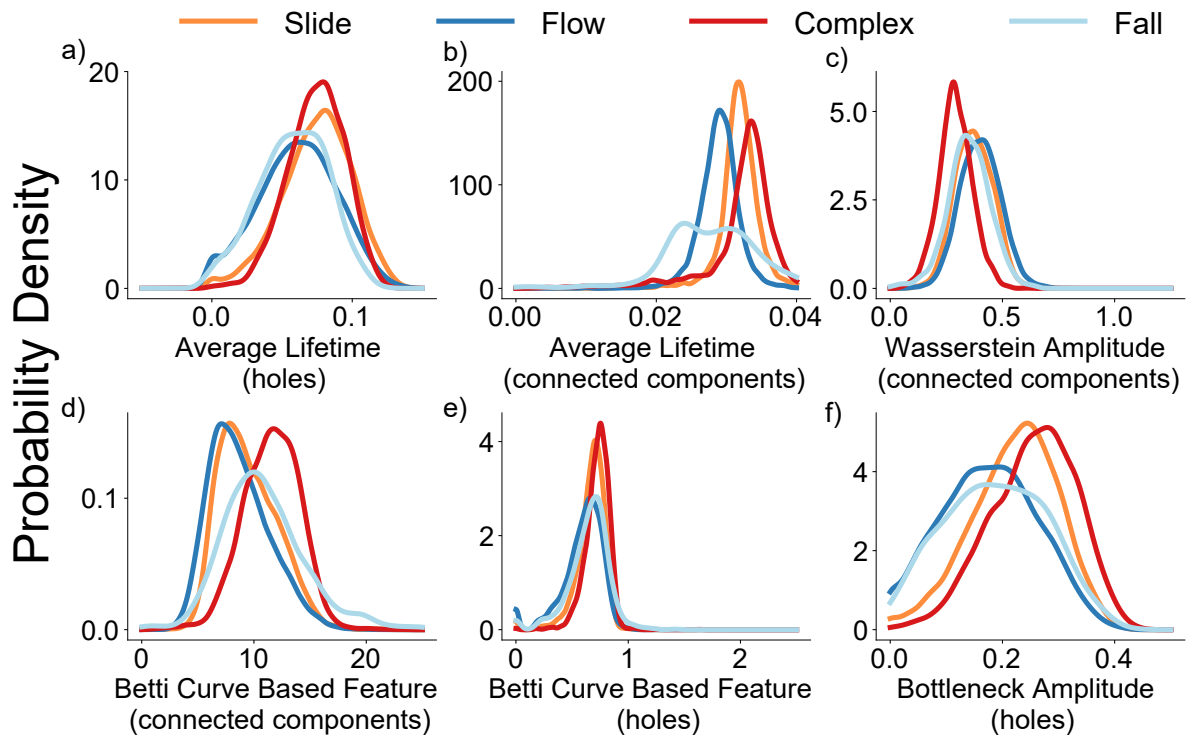 Slide Flow Complex Fall
Probability Density
a)
20
10
0
0.0 0.1
Average Lifetime
(holes)
b)
200
100
0
0.00 0.02 0.04
Average Lifetime
(connected components)
c)
5.0
2.5
0.0
0.0 0.5 1.0
Wasserstein Amplitude
(connected components)
d)
0.1
0.0
0 10 20
Betti Curve Based Feature
(connected components)
e)
4
2
0
0 1 2
Betti Curve Based Feature
(holes)
f)
4
2
0
0.0 0.2 0.4
Bottleneck Amplitude
(holes)